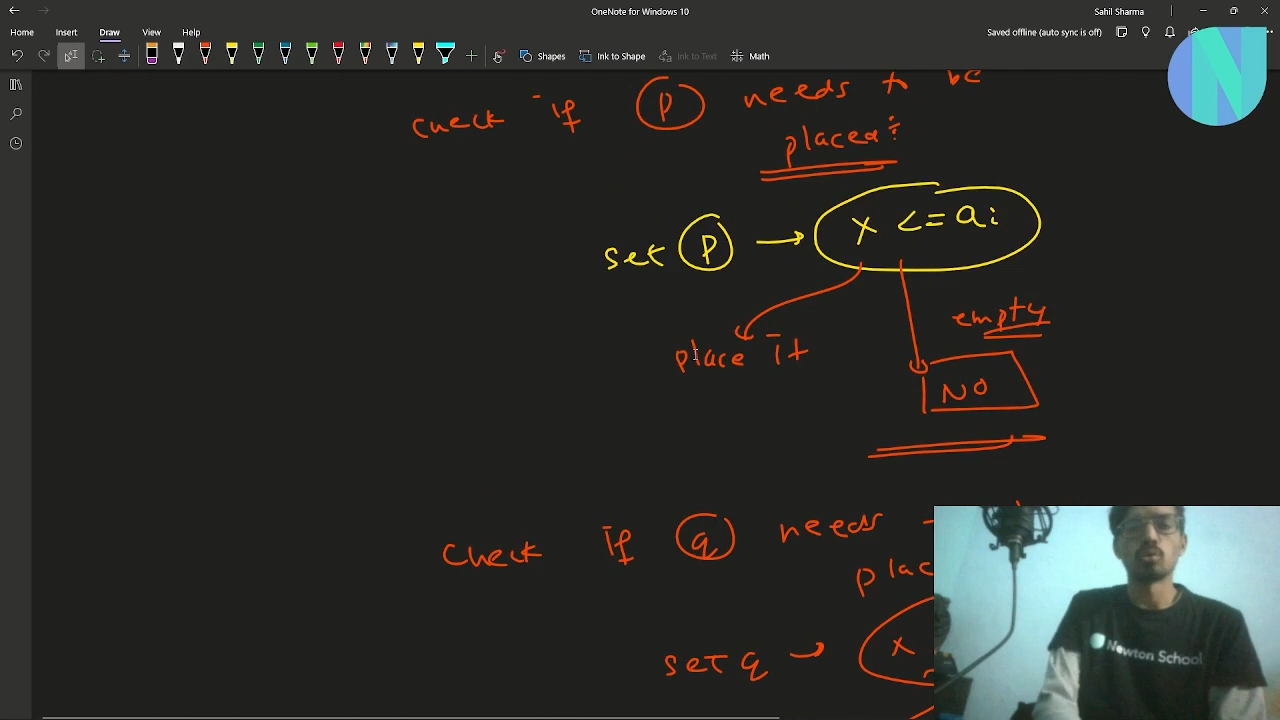 OneNote for Windows 10
Sahil Sharma
Home Insert Draw View Help
Saved offline (auto sync is off)
Shapes Ink to Shape Ink to Text Math
check if p needs to be
placed?
set p → x <= ai
empty
place it
NO
check if q needs
plac
set q → x
Newton School